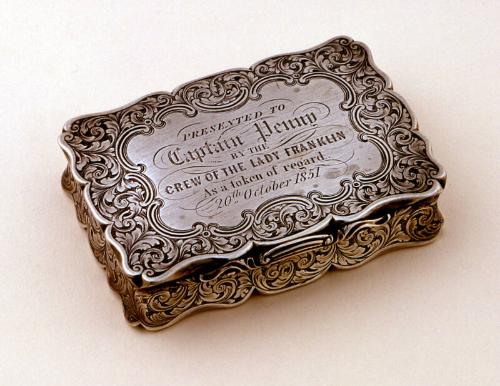 PRESENTED TO
Captain Penny
BY THE
CREW OF THE LADY FRANKLIN
As a token of regard
20th October 1851